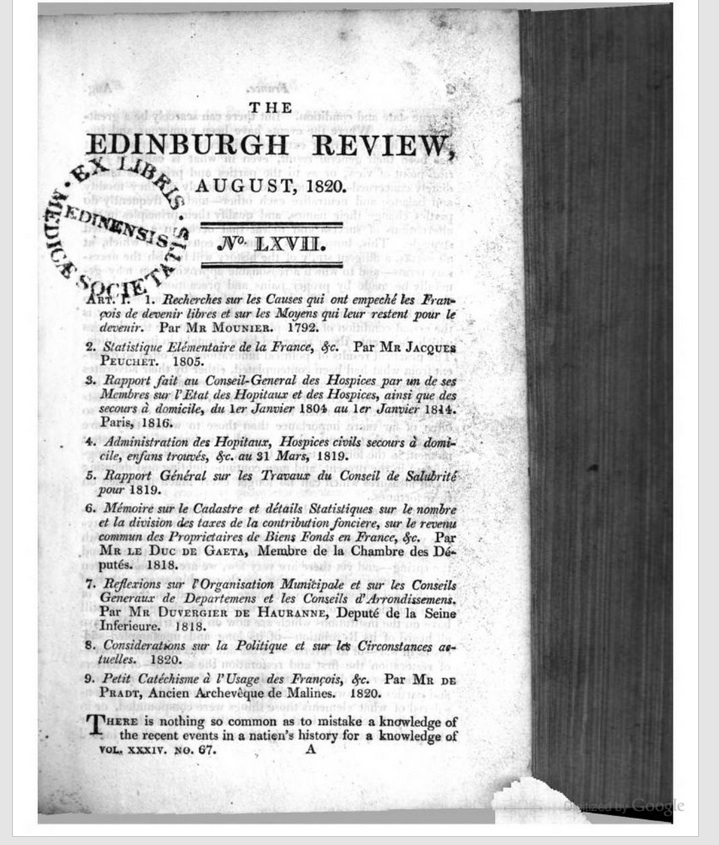 THE
EDINBURGH REVIEW,
AUGUST, 1820.
No. LXVII.
EX LIBRIS · SOCIETATIS · MEDICÆ
EDINENSIS
ART. I. 1. Recherches sur les Causes qui ont empeché les Fran-
çois de devenir libres et sur les Moyens qui leur restent pour le
devenir. Par MR MOUNIER. 1792.
2. Statistique Elémentaire de la France, &c. Par MR JACQUES
PEUCHET. 1805.
3. Rapport fait au Conseil-General des Hospices par un de ses
Membres sur l'Etat des Hopitaux et des Hospices, ainsi que des
secours à domicile, du 1er Janvier 1804 au 1er Janvier 1814.
Paris, 1816.
4. Administration des Hopitaux, Hospices civils secours à domi-
cile, enfans trouvés, &c. au 31 Mars, 1819.
5. Rapport Général sur les Travaux du Conseil de Salubrité
pour 1819.
6. Mémoire sur le Cadastre et détails Statistiques sur le nombre
et la division des taxes de la contribution foncière, sur le revenu
commun des Proprietaires de Biens Fonds en France, &c. Par
MR LE DUC DE GAETA, Membre de la Chambre des Dé-
putés. 1818.
7. Reflexions sur l'Organisation Municipale et sur les Conseils
Generaux de Departemens et les Conseils d'Arrondissemens.
Par MR DUVERGIER DE HAURANNE, Deputé de la Seine
Inferieure. 1818.
8. Considerations sur la Politique et sur les Circonstances ac-
tuelles. 1820.
9. Petit Catéchisme à l'Usage des François, &c. Par MR DE
PRADT, Ancien Archevêque de Malines. 1820.
THERE is nothing so common as to mistake a knowledge of
the recent events in a nation's history for a knowledge of
VOL. XXXIV. NO. 67. A
Digitized by Google